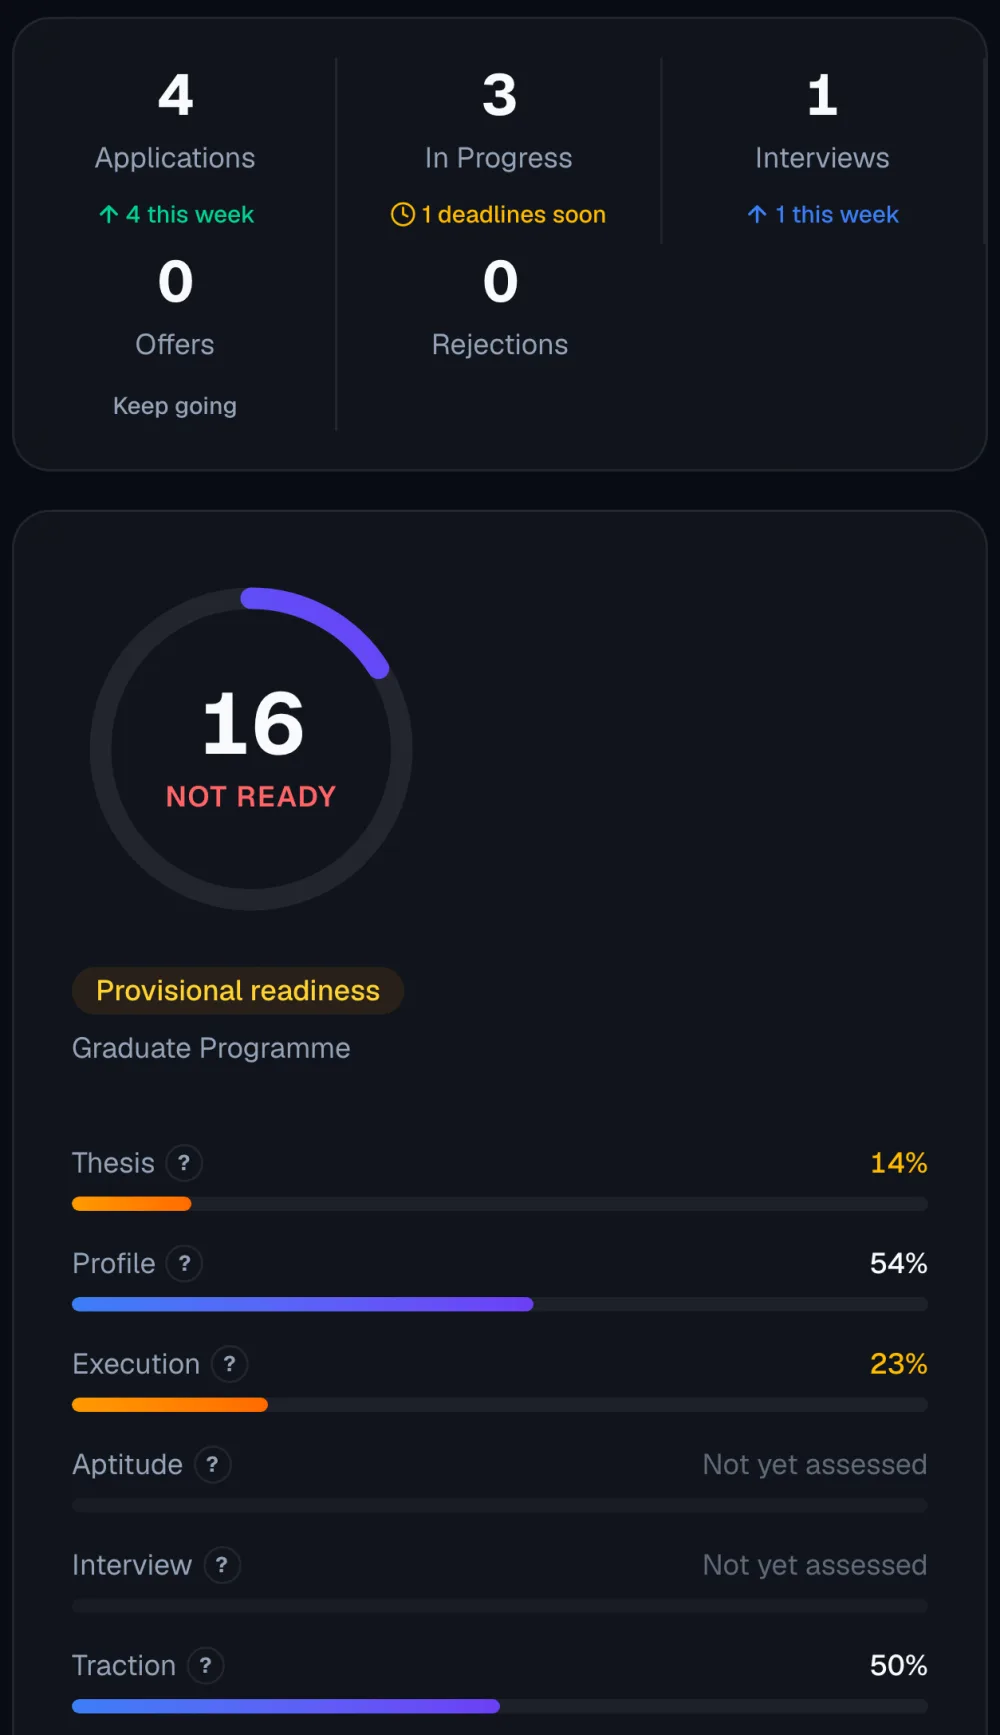 4
Applications
↑ 4 this week
3
In Progress
1 deadlines soon
1
Interviews
↑ 1 this week
0
Offers
Keep going
0
Rejections
16
NOT READY
Provisional readiness
Graduate Programme
Thesis ? 14%
Profile ? 54%
Execution ? 23%
Aptitude ? Not yet assessed
Interview ? Not yet assessed
Traction ? 50%